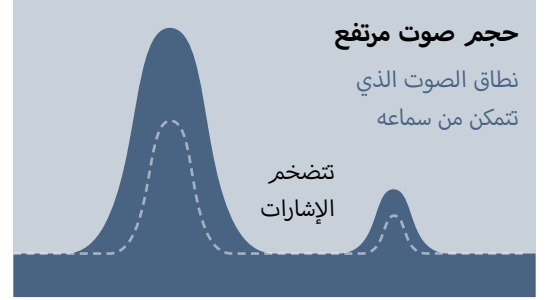 حجم صوت مرتفع
نطاق الصوت الذي
تتمكن من سماعه
تتضخم
الإشارات